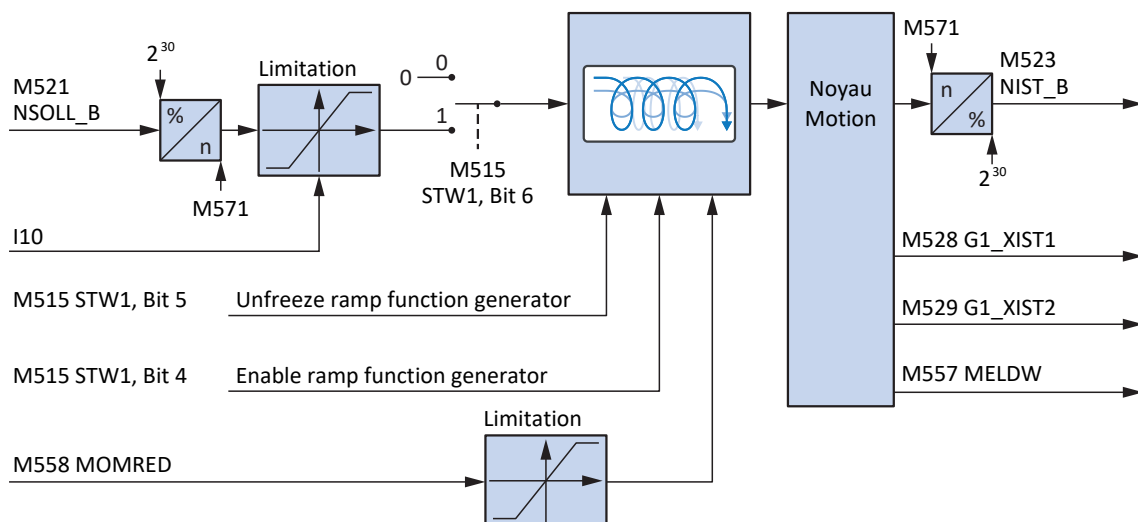 2^30
M521
NSOLL_B
%
n
M571
Limitation
I10
0
0
1
M515
STW1, Bit 6
M515 STW1, Bit 5
Unfreeze ramp function generator
M515 STW1, Bit 4
Enable ramp function generator
Limitation
M558 MOMRED
Noyau
Motion
M571
n
%
2^30
M523
NIST_B
M528 G1_XIST1
M529 G1_XIST2
M557 MELDW